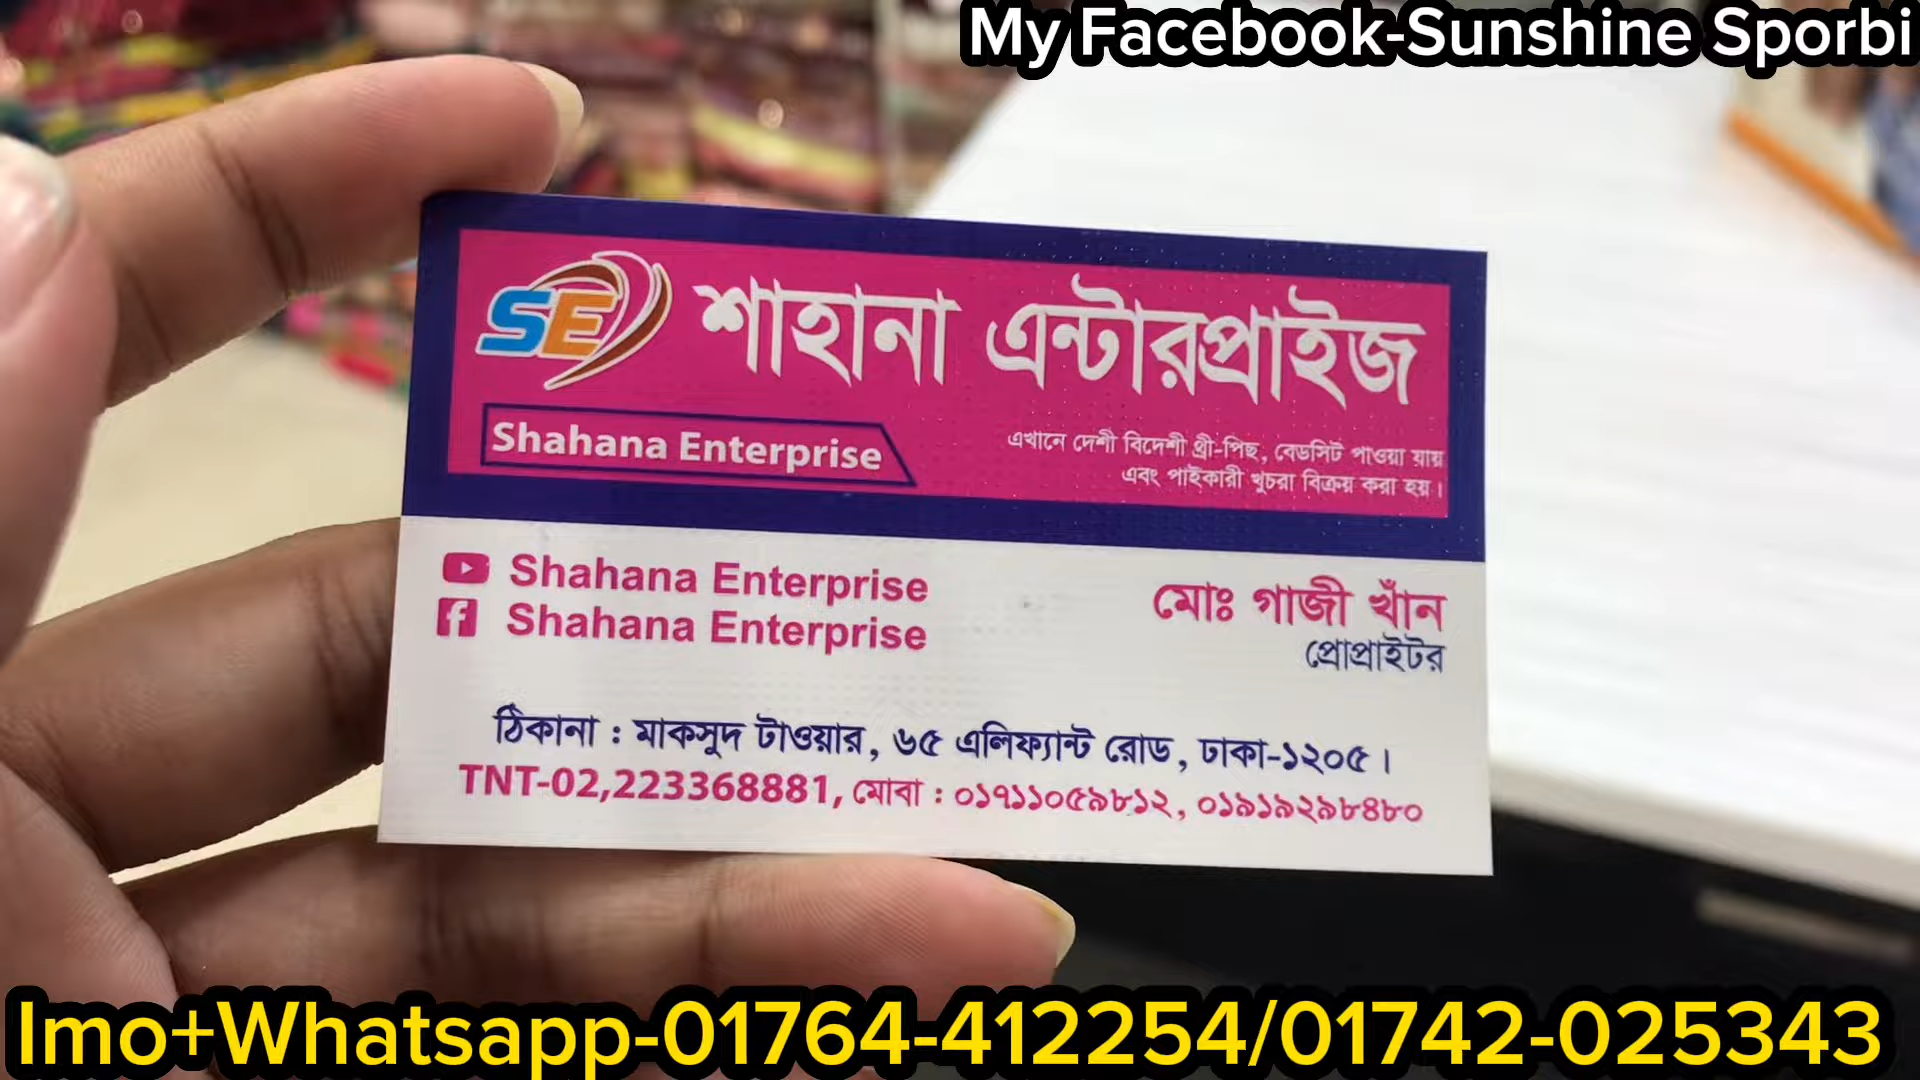 My Facebook-Sunshine Sporbi
SE
শাহানা এন্টারপ্রাইজ
Shahana Enterprise
এখানে দেশী বিদেশী থ্রী-পিছ, বেডসিট পাওয়া যায়
এবং পাইকারী খুচরা বিক্রয় করা হয়।
Shahana Enterprise
Shahana Enterprise
মোঃ গাজী খাঁন
প্রোপ্রাইটর
ঠিকানা : মাকসুদ টাওয়ার, ৬৫ এলিফ্যান্ট রোড, ঢাকা-১২০৫।
TNT-02,223368881, মোবা : ০১৭১১০৫৯৮১২, ০১৯১৯২৯৮৪৮০
Imo+Whatsapp-01764-412254/01742-025343